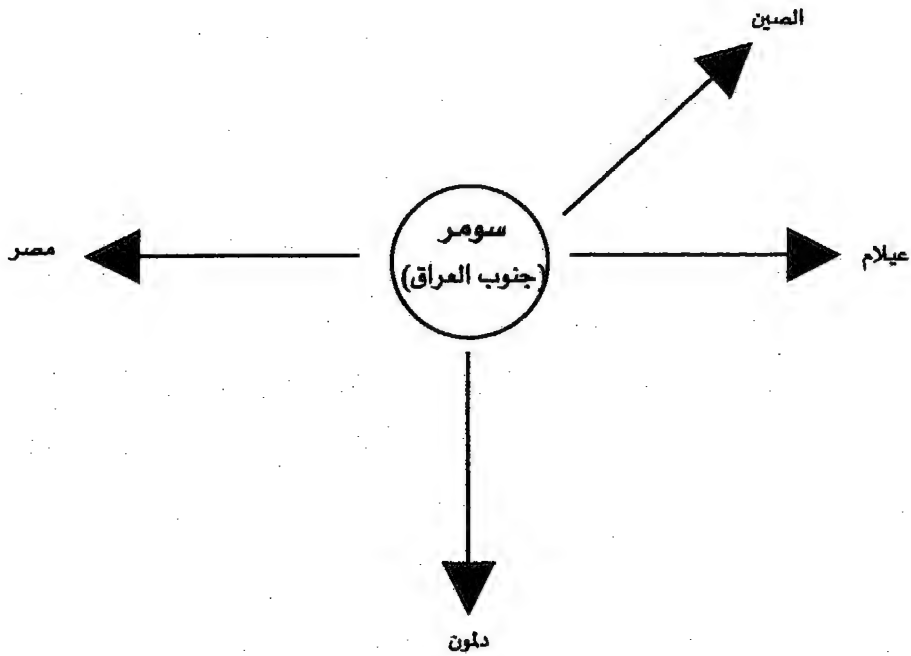 الصين
سومر
(جنوب العراق)
عيلام
مصر
دلمون